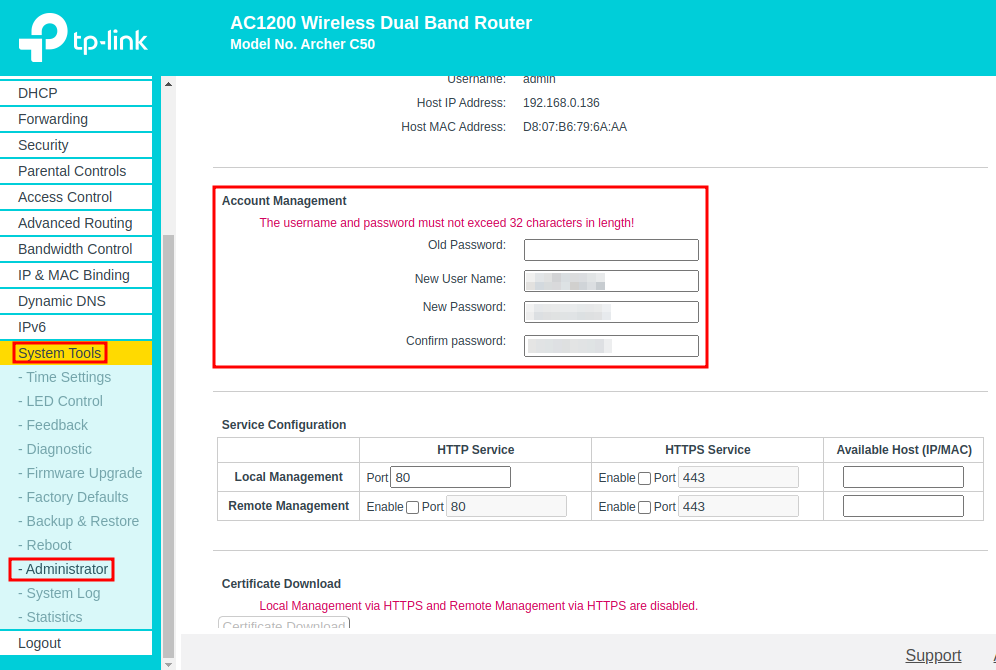 tp-link
AC1200 Wireless Dual Band Router
Model No. Archer C50
DHCP
Forwarding
Security
Parental Controls
Access Control
Advanced Routing
Bandwidth Control
IP & MAC Binding
Dynamic DNS
IPv6
System Tools
- Time Settings
- LED Control
- Feedback
- Diagnostic
- Firmware Upgrade
- Factory Defaults
- Backup & Restore
- Reboot
- Administrator
- System Log
- Statistics
Logout
Username: admin
Host IP Address: 192.168.0.136
Host MAC Address: D8:07:B6:79:6A:AA
Account Management
The username and password must not exceed 32 characters in length!
Old Password:
New User Name:
New Password:
Confirm password:
Service Configuration
HTTP Service HTTPS Service Available Host (IP/MAC)
Local Management Port 80 Enable Port 443
Remote Management Enable Port 80 Enable Port 443
Certificate Download
Local Management via HTTPS and Remote Management via HTTPS are disabled.
Certificate Download
Support